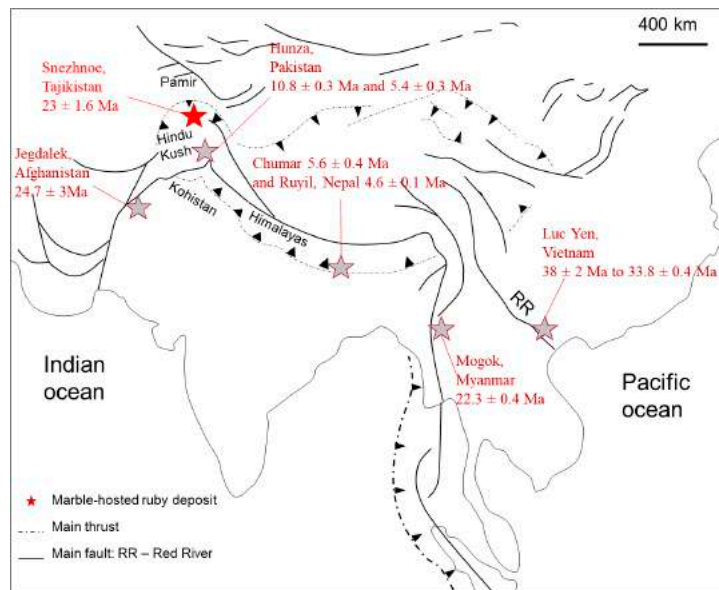 400 km
Hunza,
Pakistan
10.8 ± 0.3 Ma and 5.4 ± 0.3 Ma
Snezhnoe,
Tajikistan
23 ± 1.6 Ma
Pamir
Hindu
Kush
Jegdalek,
Afghanistan
24.7 ± 3Ma
Chumar 5.6 ± 0.4 Ma
and Ruyil, Nepal 4.6 ± 0.1 Ma
Kohistan
Himalayas
Luc Yen,
Vietnam
38 ± 2 Ma to 33.8 ± 0.4 Ma
RR
Mogok,
Myanmar
22.3 ± 0.4 Ma
Indian
ocean
Pacific
ocean
Marble-hosted ruby deposit
Main thrust
Main fault: RR – Red River